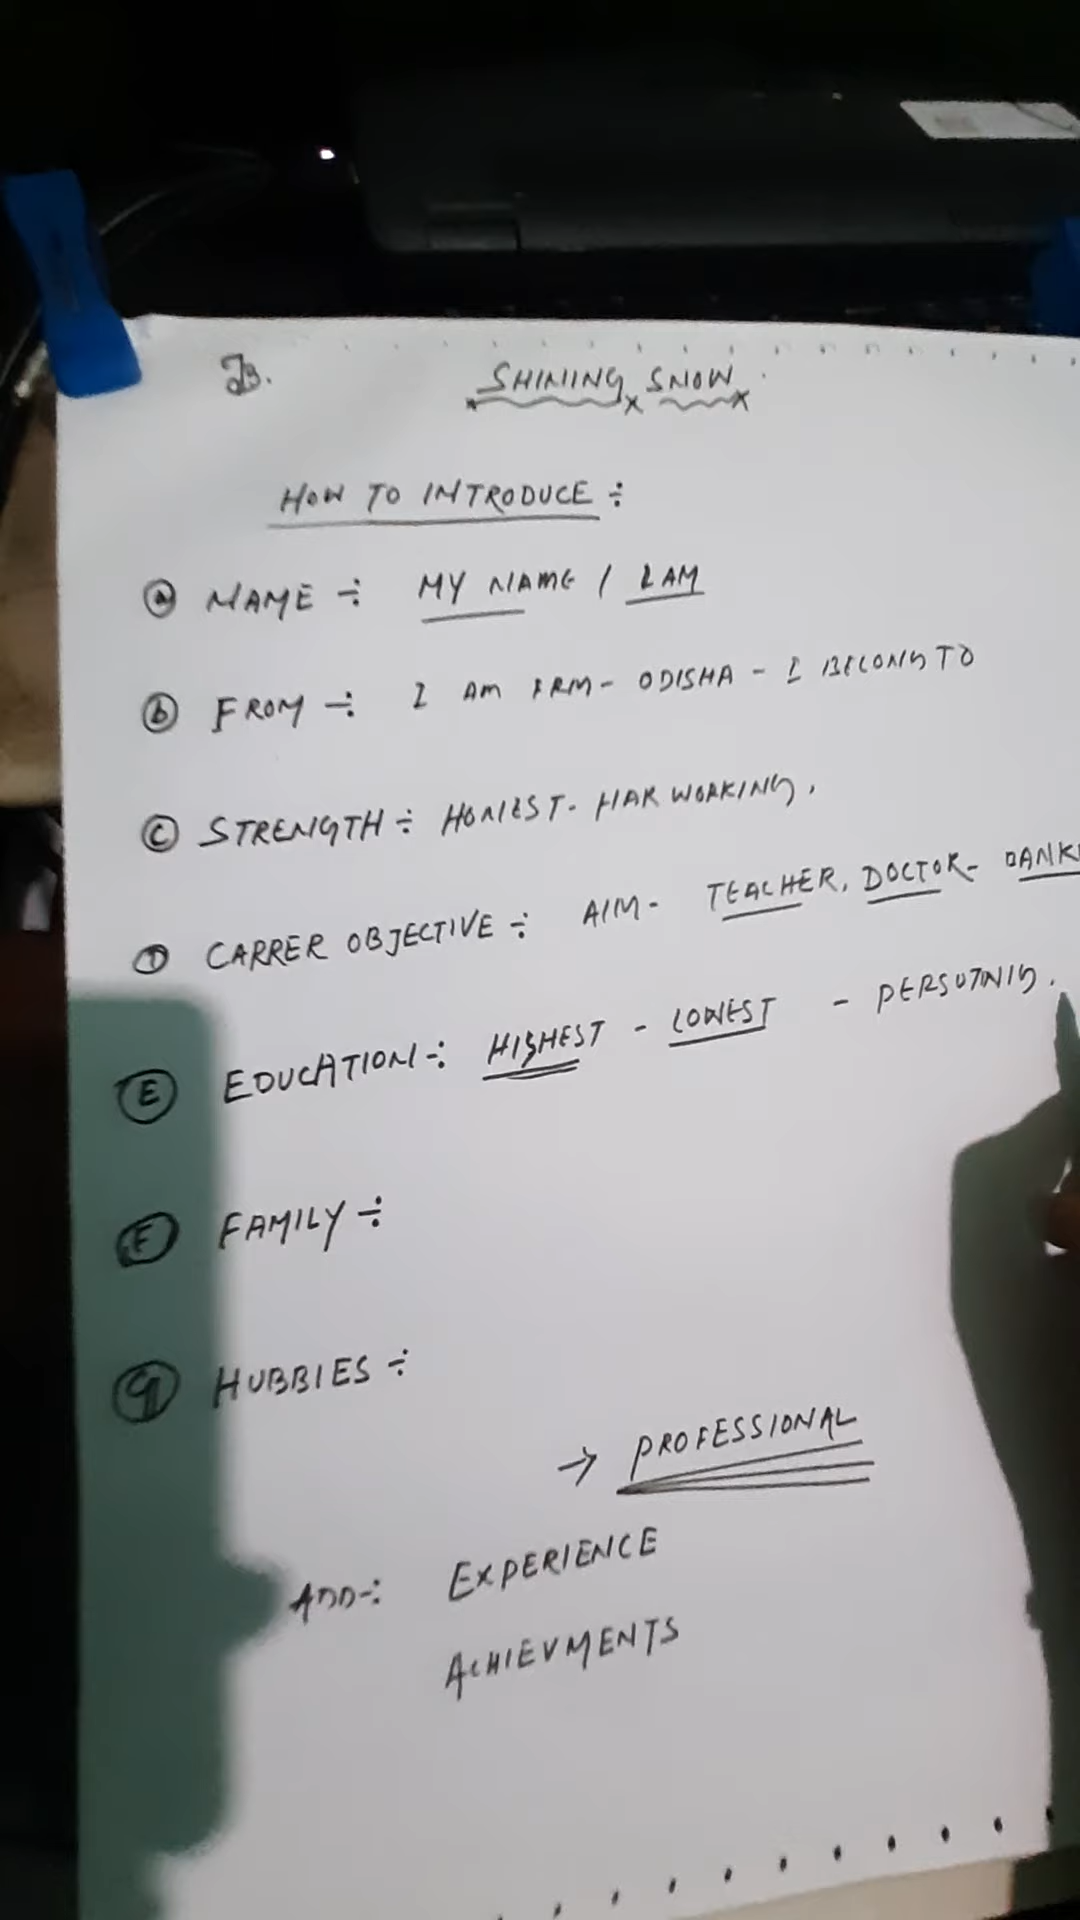 SHINING SNOW
HOW TO INTRODUCE ÷
(a) NAME ÷ MY NAME / I AM
(b) FROM ÷ I AM FRM - ODISHA - I BELONG TO
(C) STRENGTH ÷ HONEST - HAR WORKING,
(D) CARRER OBJECTIVE ÷ AIM - TEACHER, DOCTOR - BANK
(E) EDUCATION ÷ HIGHEST - LOWEST - PERSUING.
(F) FAMILY ÷
(G) HUBBIES ÷
→ PROFESSIONAL
ADD ÷ EXPERIENCE
ACHIEVMENTS